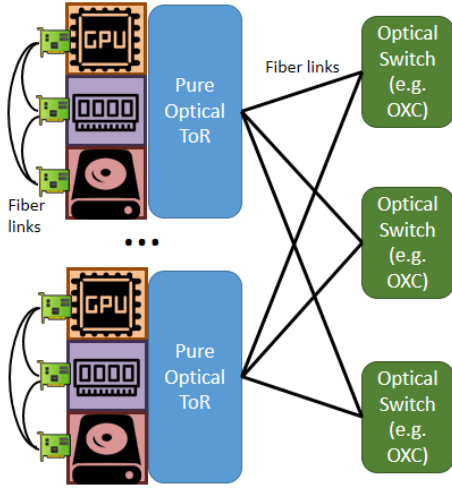 GPU
Pure
Optical
ToR
Fiber links
Optical
Switch
(e.g.
OXC)
Fiber
links
...
Optical
Switch
(e.g.
OXC)
GPU
Pure
Optical
ToR
Optical
Switch
(e.g.
OXC)